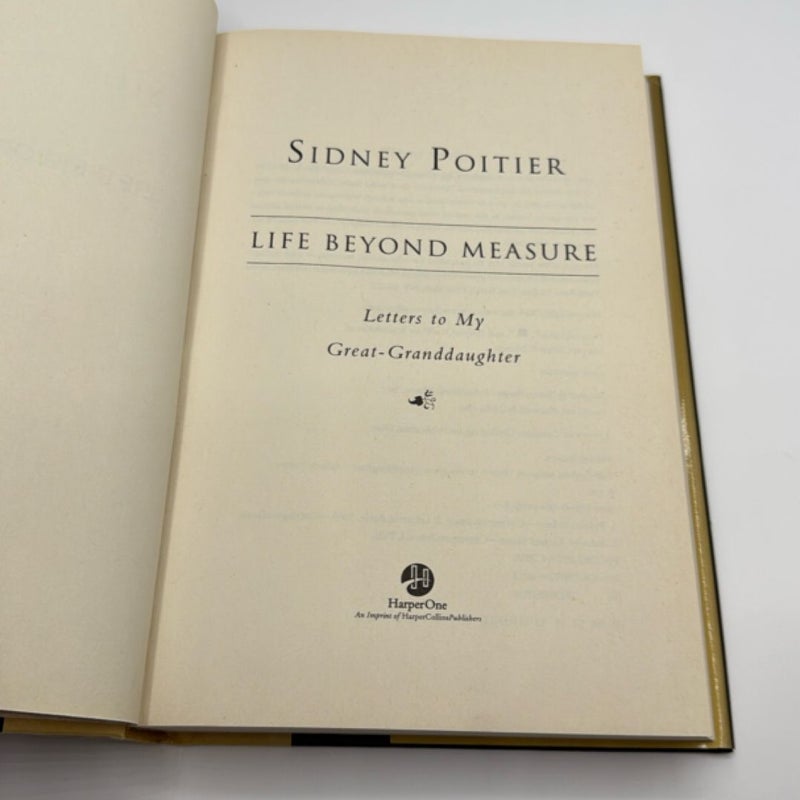 SIDNEY POITIER
LIFE BEYOND MEASURE
Letters to My
Great-Granddaughter
HarperOne
An Imprint of HarperCollinsPublishers